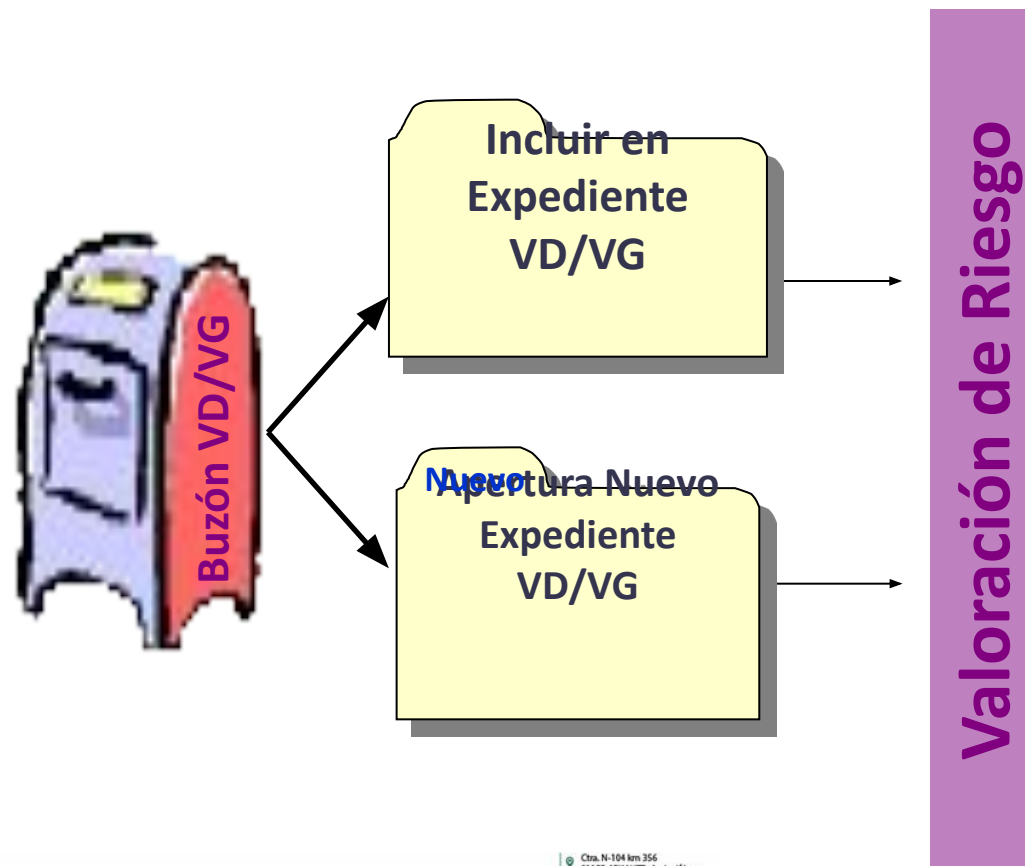 Incluir en
Expediente
VD/VG
Buzón VD/VG
Nuevo
Apertura Nuevo
Expediente
VD/VG
Valoración de Riesgo
Ctra. N-104 km 356